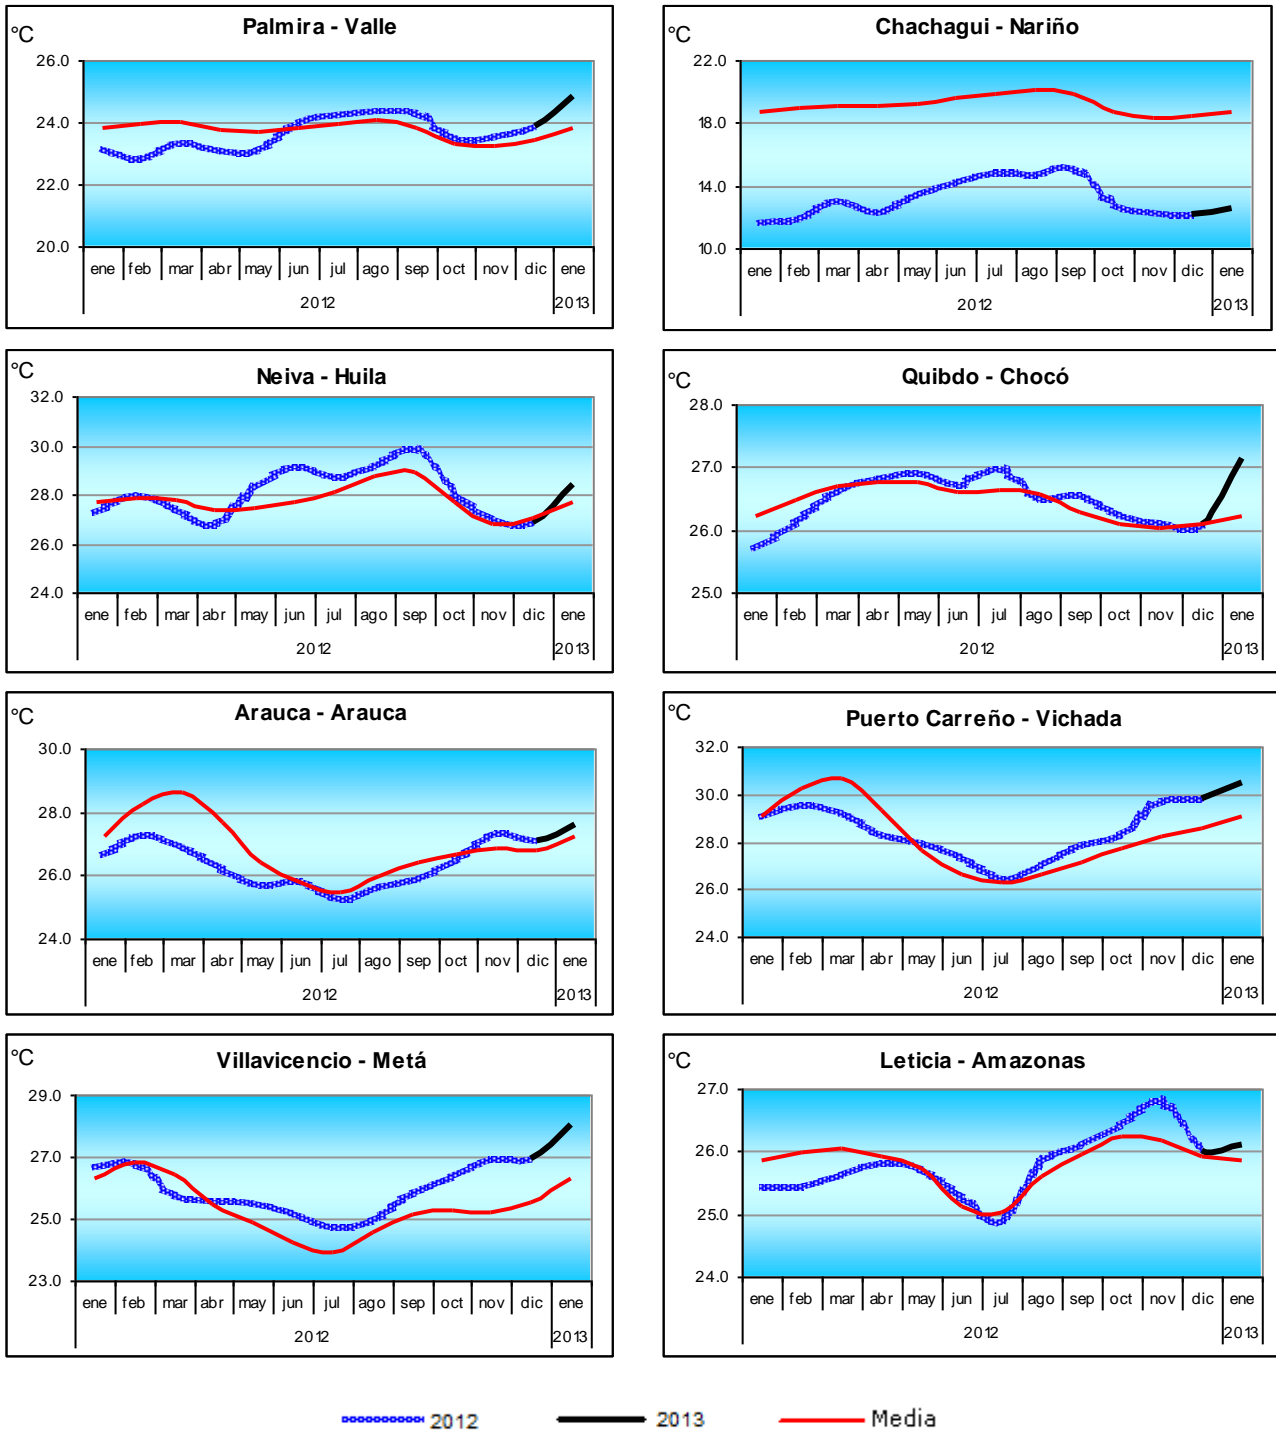 °C
Palmira - Valle
26.0
24.0
22.0
20.0
ene feb mar abr may jun jul ago sep oct nov dic ene
2012 2013
°C
Chachagui - Nariño
22.0
18.0
14.0
10.0
ene feb mar abr may jun jul ago sep oct nov dic ene
2012 2013
°C
Neiva - Huila
32.0
30.0
28.0
26.0
24.0
ene feb mar abr may jun jul ago sep oct nov dic ene
2012 2013
°C
Quibdo - Chocó
28.0
27.0
26.0
25.0
ene feb mar abr may jun jul ago sep oct nov dic ene
2012 2013
°C
Arauca - Arauca
30.0
28.0
26.0
24.0
ene feb mar abr may jun jul ago sep oct nov dic ene
2012 2013
°C
Puerto Carreño - Vichada
32.0
30.0
28.0
26.0
24.0
ene feb mar abr may jun jul ago sep oct nov dic ene
2012 2013
°C
Villavicencio - Metá
29.0
27.0
25.0
23.0
ene feb mar abr may jun jul ago sep oct nov dic ene
2012 2013
°C
Leticia - Amazonas
27.0
26.0
25.0
24.0
ene feb mar abr may jun jul ago sep oct nov dic ene
2012 2013
2012 2013 Media